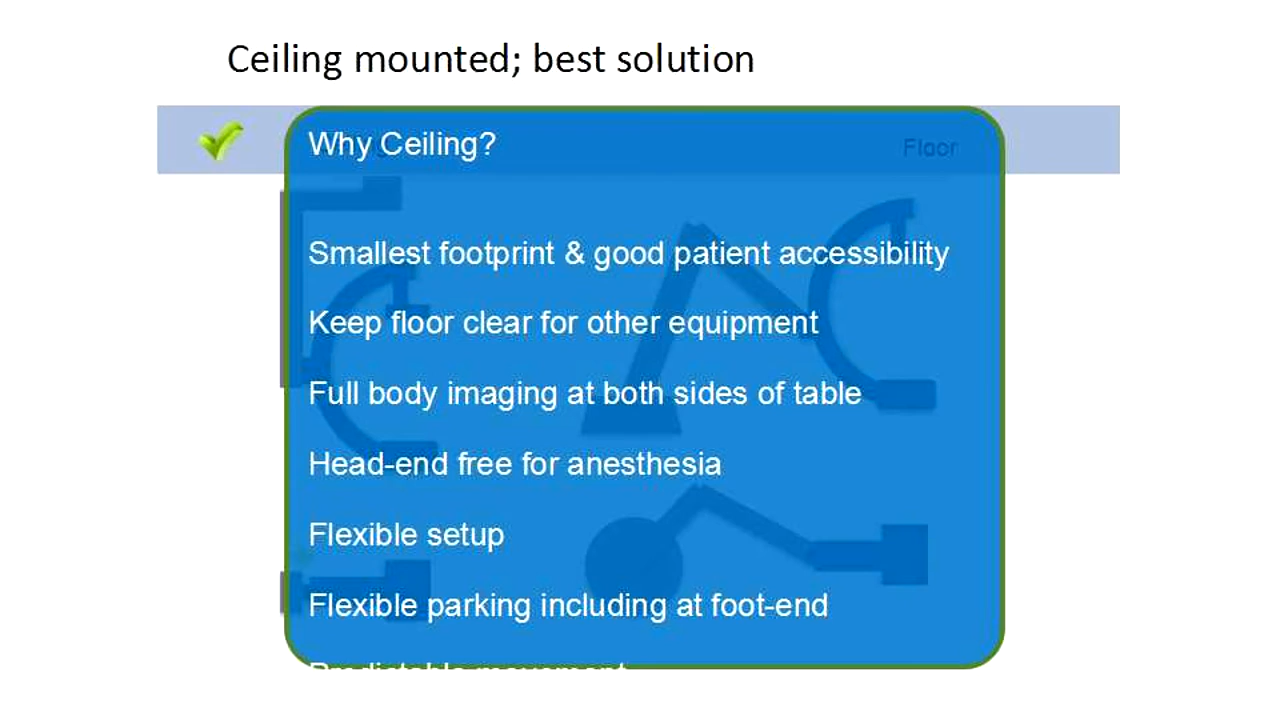 Ceiling mounted; best solution
Why Ceiling?
Floor
Smallest footprint & good patient accessibility
Keep floor clear for other equipment
Full body imaging at both sides of table
Head-end free for anesthesia
Flexible setup
Flexible parking including at foot-end
Predictable movement